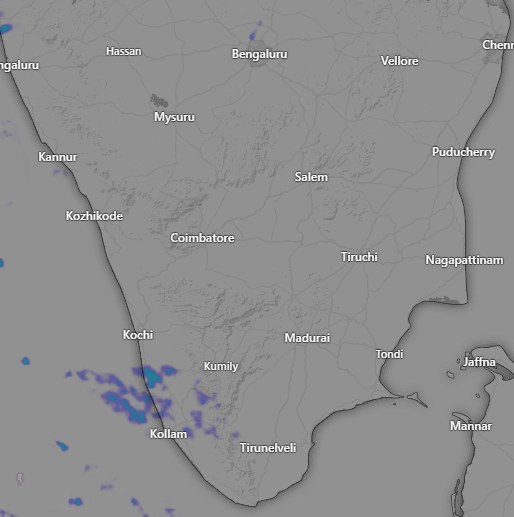 Hassan
Bengaluru
Chenn
ngaluru
Vellore
Mysuru
Kannur
Puducherry
Salem
Kozhikode
Coimbatore
Tiruchi
Nagapattinam
Kochi
Madurai
Tondi
Kumily
Jaffna
Kollam
Mannar
Tirunelveli